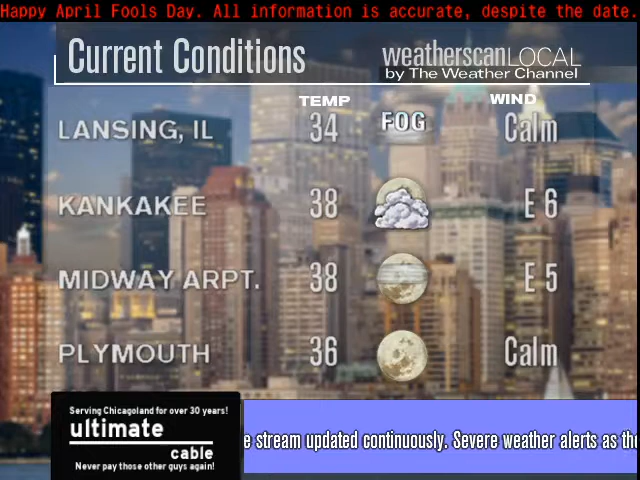 Happy April Fools Day. All information is accurate, despite the date.
Current Conditions
weatherscanLOCAL
by The Weather Channel
TEMP WIND
LANSING, IL 34 FOG Calm
KANKAKEE 38 E 6
MIDWAY ARPT. 38 E 5
PLYMOUTH 36 Calm
Serving Chicagoland for over 30 years!
ultimate
cable
Never pay those other guys again!
e stream updated continuously. Severe weather alerts as the